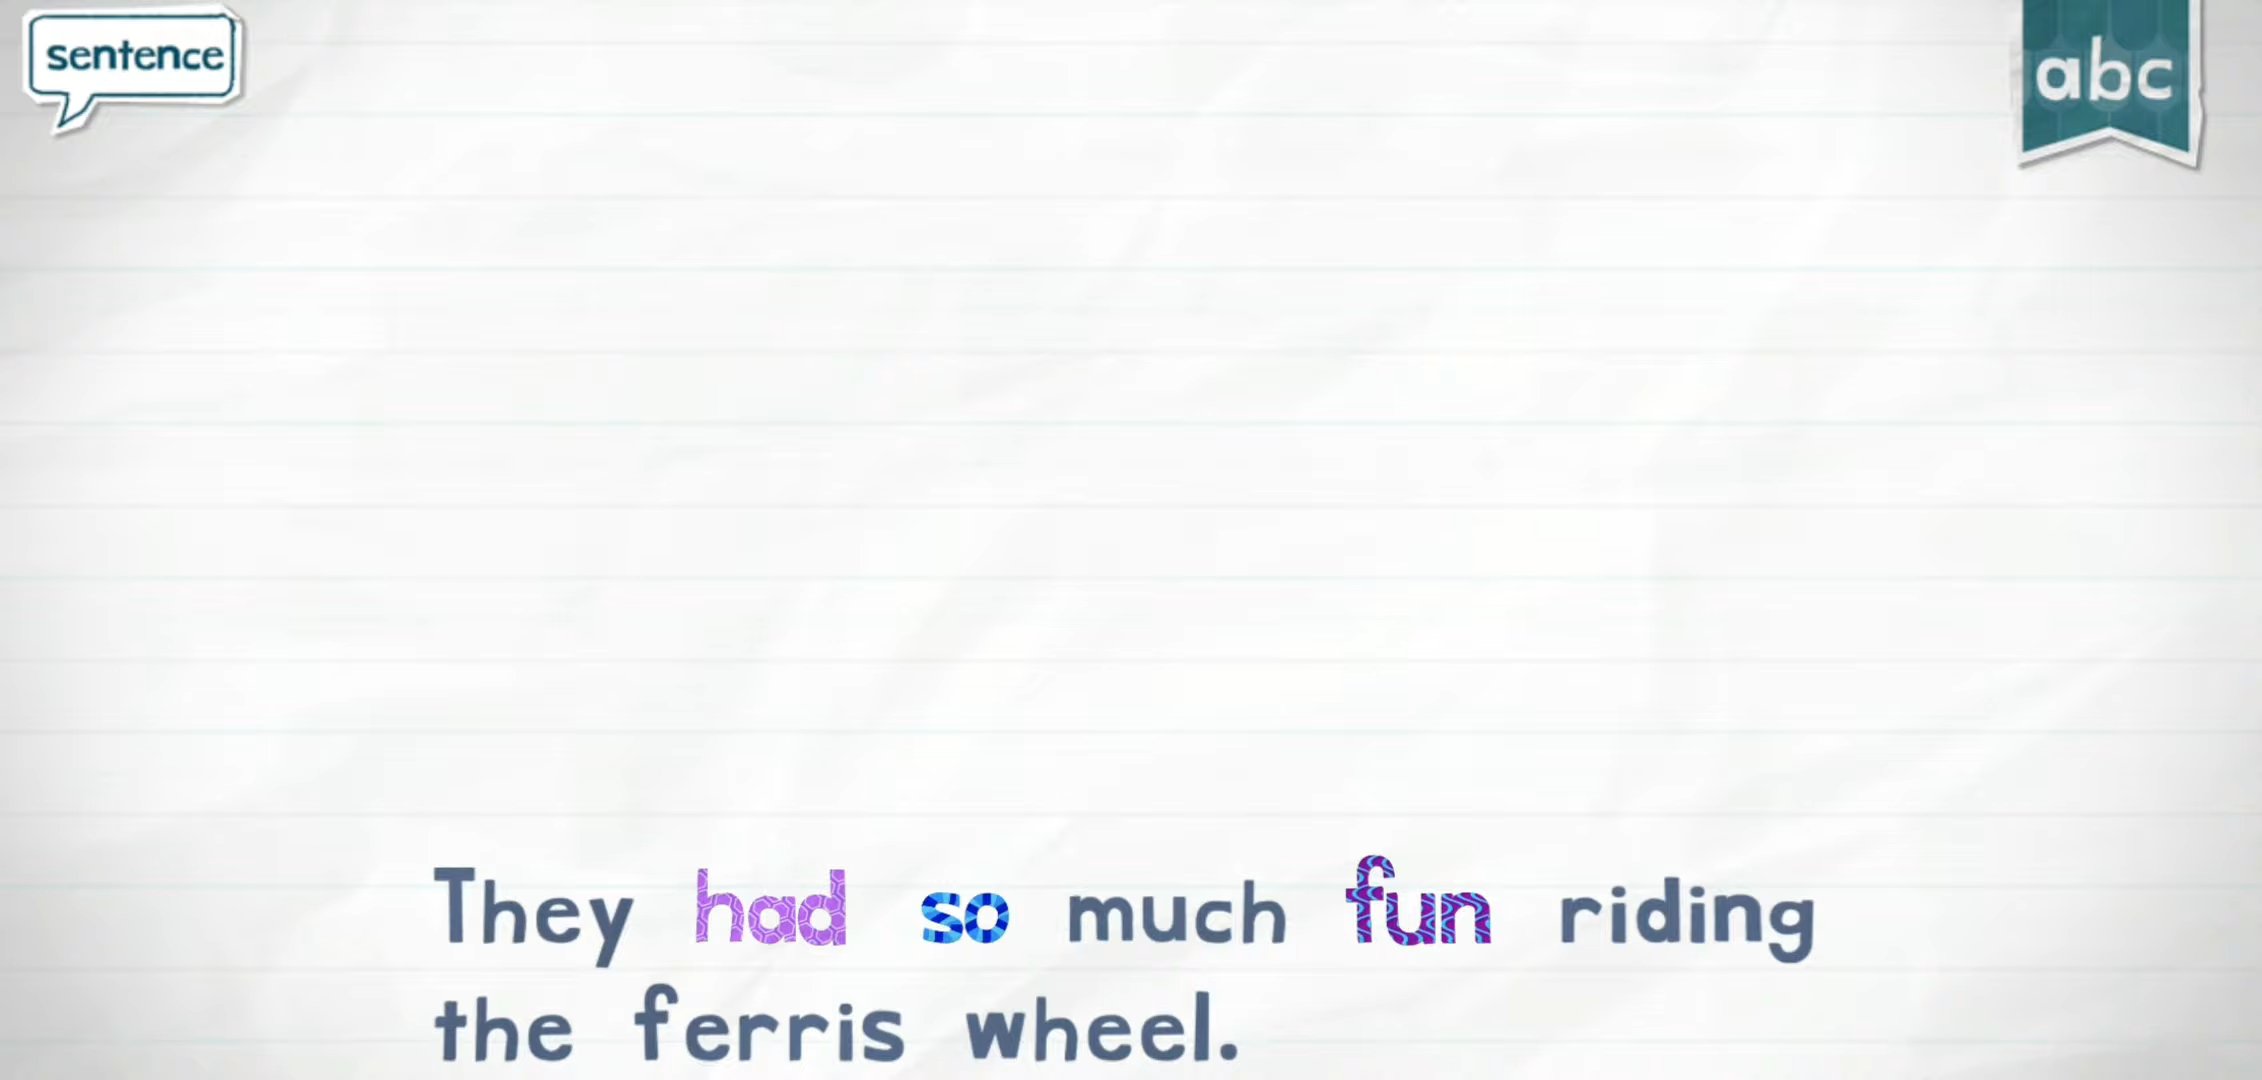 sentence
abc
They had so much fun riding
the ferris wheel.